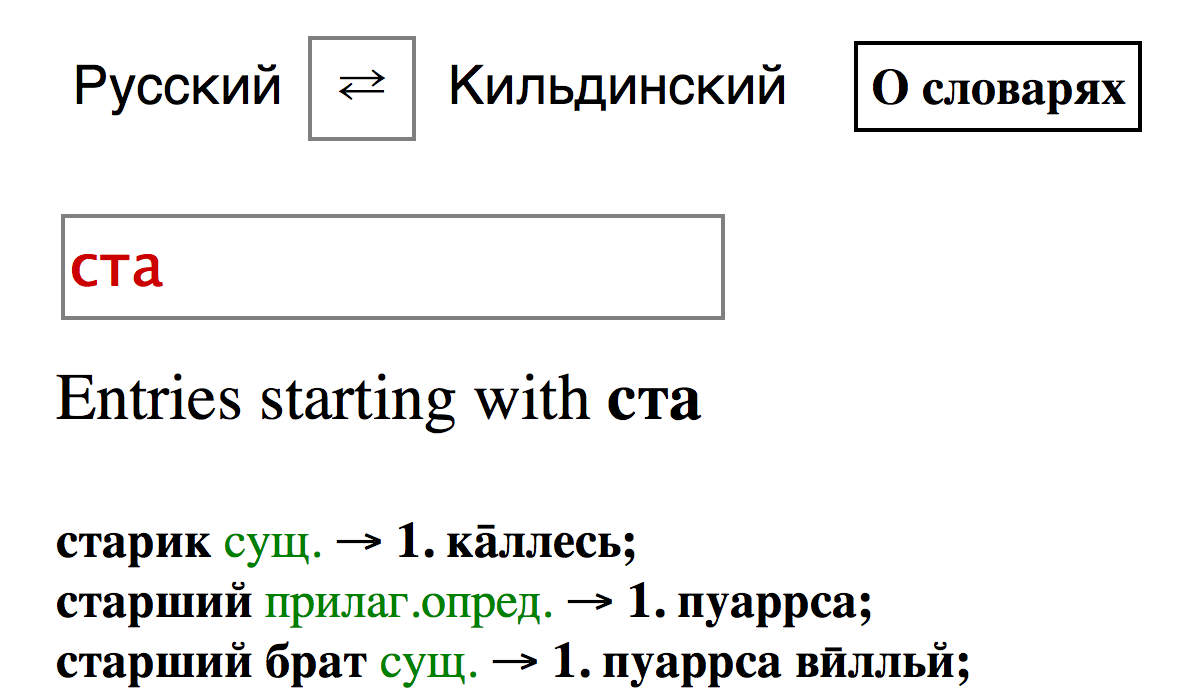 Русский ⇄ Кильдинский О словарях
ста
Entries starting with ста
старик сущ. → 1. ка̄ллесь;
старший прилаг.опред. → 1. пуаррса;
старший брат сущ. → 1. пуаррса вӣлльй;